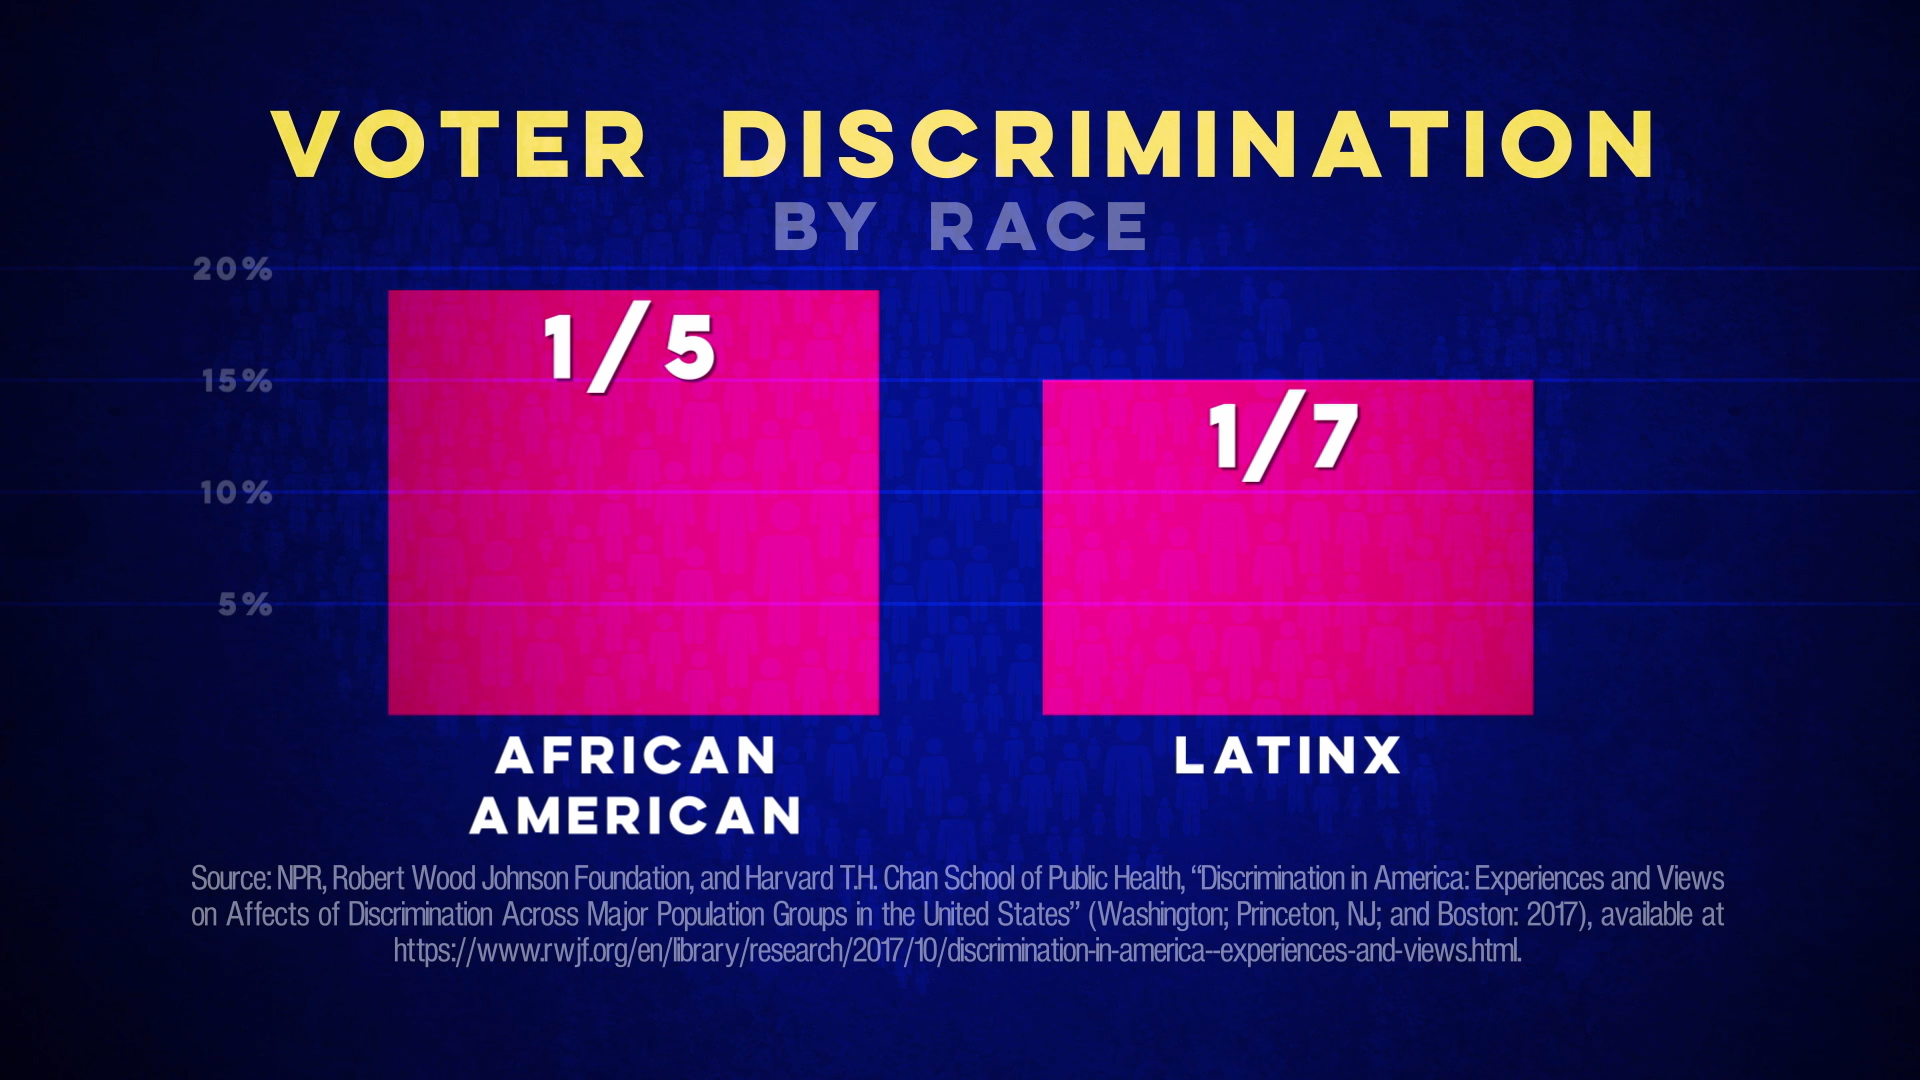 VOTER DISCRIMINATION
BY RACE
20%
15%
10%
5%
1/5
1/7
AFRICAN
AMERICAN
LATINX
Source: NPR, Robert Wood Johnson Foundation, and Harvard T.H. Chan School of Public Health, “Discrimination in America: Experiences and Views
on Affects of Discrimination Across Major Population Groups in the United States” (Washington; Princeton, NJ; and Boston: 2017), available at
https://www.rwjf.org/en/library/research/2017/10/discrimination-in-america--experiences-and-views.html.